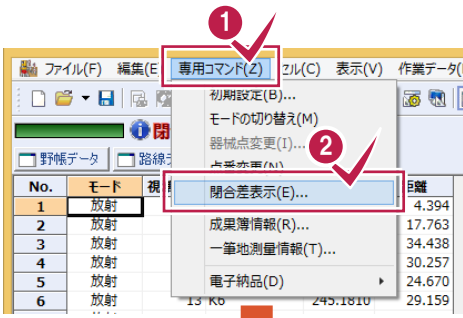 1
ファイル(F) 編集(E 専用コマンド(Z) セル(C) 表示(V) 作業データ(
初期設定(B)...
モードの切り替え(M)
閉
器械点変更(I)...
2
野帳データ 路線 点番変更(N)
No. モード 視 閉合差表示(E)... 距離
1 放射 4.394
2 放射 成果簿情報(R)... 17.763
3 放射 一筆地測量情報(T)... 34.438
4 放射 30.257
5 放射 電子納品(D) 24.670
6 放射 13 K6 245.1810 29.159